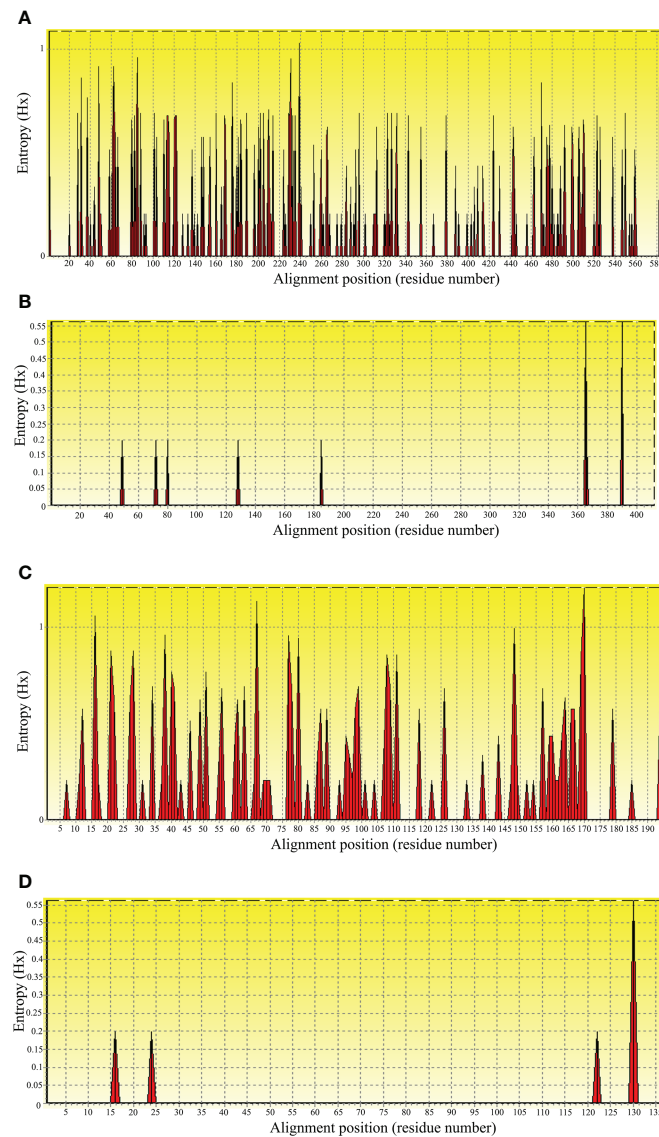 A
1
Entropy (Hx)
0
20 40 60 80 100 120 140 160 180 200 220 240 260 280 300 320 340 360 380 400 420 440 460 480 500 520 540 560 58
Alignment position (residue number)
B
0.55
0.5
0.45
0.4
0.35
0.3
0.25
0.2
0.15
0.1
0.05
0
Entropy (Hx)
20 40 60 80 100 120 140 160 180 200 220 240 260 280 300 320 340 360 380 400
Alignment position (residue number)
C
1
Entropy (Hx)
0
5 10 15 20 25 30 35 40 45 50 55 60 65 70 75 80 85 90 95 100 105 110 115 120 125 130 135 140 145 150 155 160 165 170 175 180 185 190
Alignment position (residue number)
D
0.55
0.5
0.45
0.4
0.35
0.3
0.25
0.2
0.15
0.1
0.05
0
Entropy (Hx)
5 10 15 20 25 30 35 40 45 50 55 60 65 70 75 80 85 90 95 100 105 110 115 120 125 130 135
Alignment position (residue number)